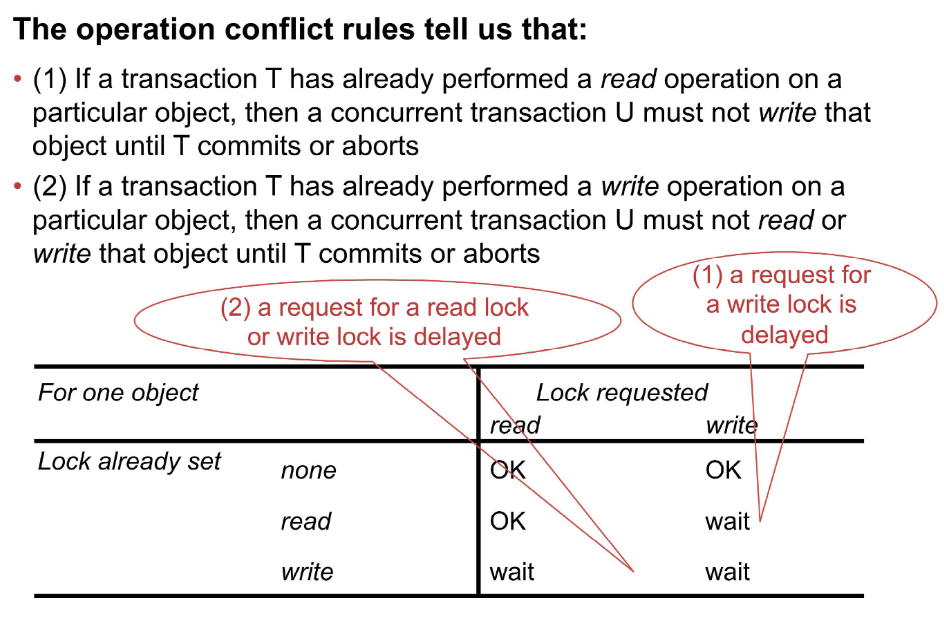 The operation conflict rules tell us that:
• (1) If a transaction T has already performed a read operation on a
particular object, then a concurrent transaction U must not write that
object until T commits or aborts
• (2) If a transaction T has already performed a write operation on a
particular object, then a concurrent transaction U must not read or
write that object until T commits or aborts
(2) a request for a read lock
or write lock is delayed
(1) a request for
a write lock is
delayed
For one object Lock requested
read write
Lock already set none OK OK
read OK wait
write wait wait